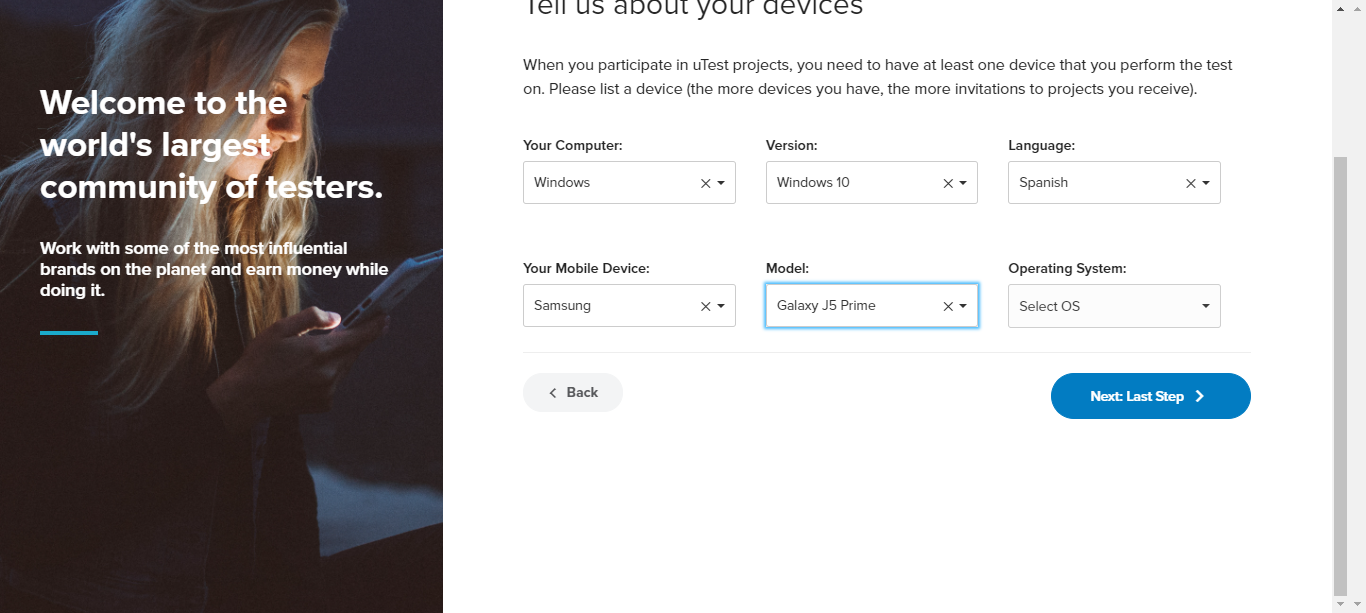 Tell us about your devices
Welcome to the
world's largest
community of testers.
Work with some of the most influential
brands on the planet and earn money while
doing it.
When you participate in uTest projects, you need to have at least one device that you perform the test
on. Please list a device (the more devices you have, the more invitations to projects you receive).
Your Computer:
Version:
Language:
Windows
Windows 10
Spanish
Your Mobile Device:
Model:
Operating System:
Samsung
Galaxy J5 Prime
Select OS
Back
Next: Last Step